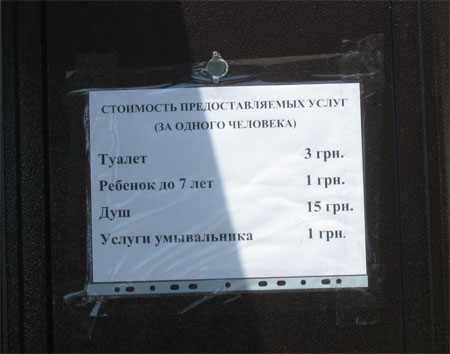 СТОИМОСТЬ ПРЕДОСТАВЛЯЕМЫХ УСЛУГ
(ЗА ОДНОГО ЧЕЛОВЕКА)
Туалет 3 грн.
Ребенок до 7 лет 1 грн.
Душ 15 грн.
Услуги умывальника 1 грн.